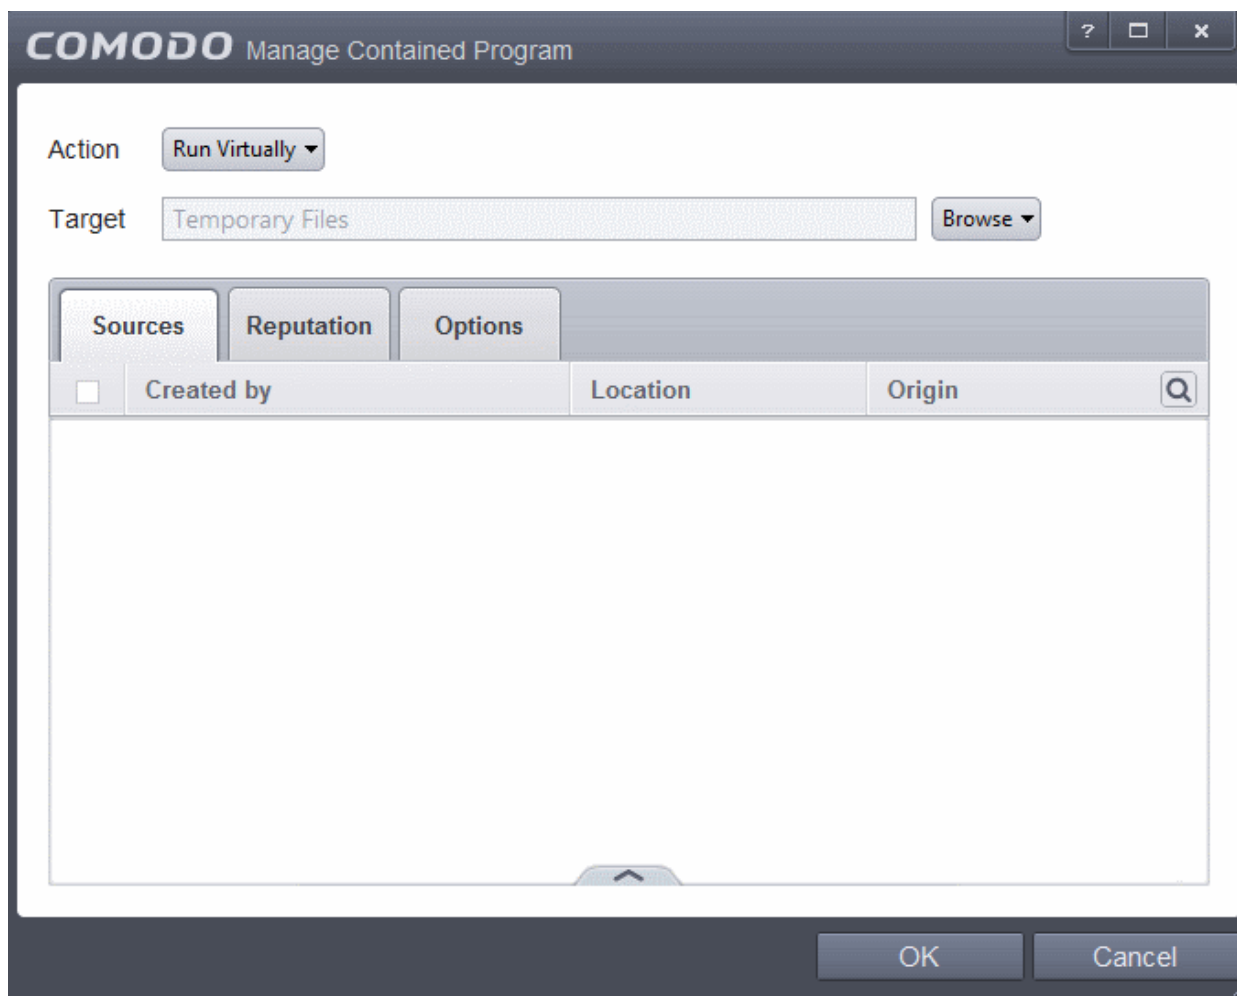 COMODO Manage Contained Program
?
Action Run Virtually
Target Temporary Files Browse
Sources Reputation Options
Created by Location Origin
OK Cancel